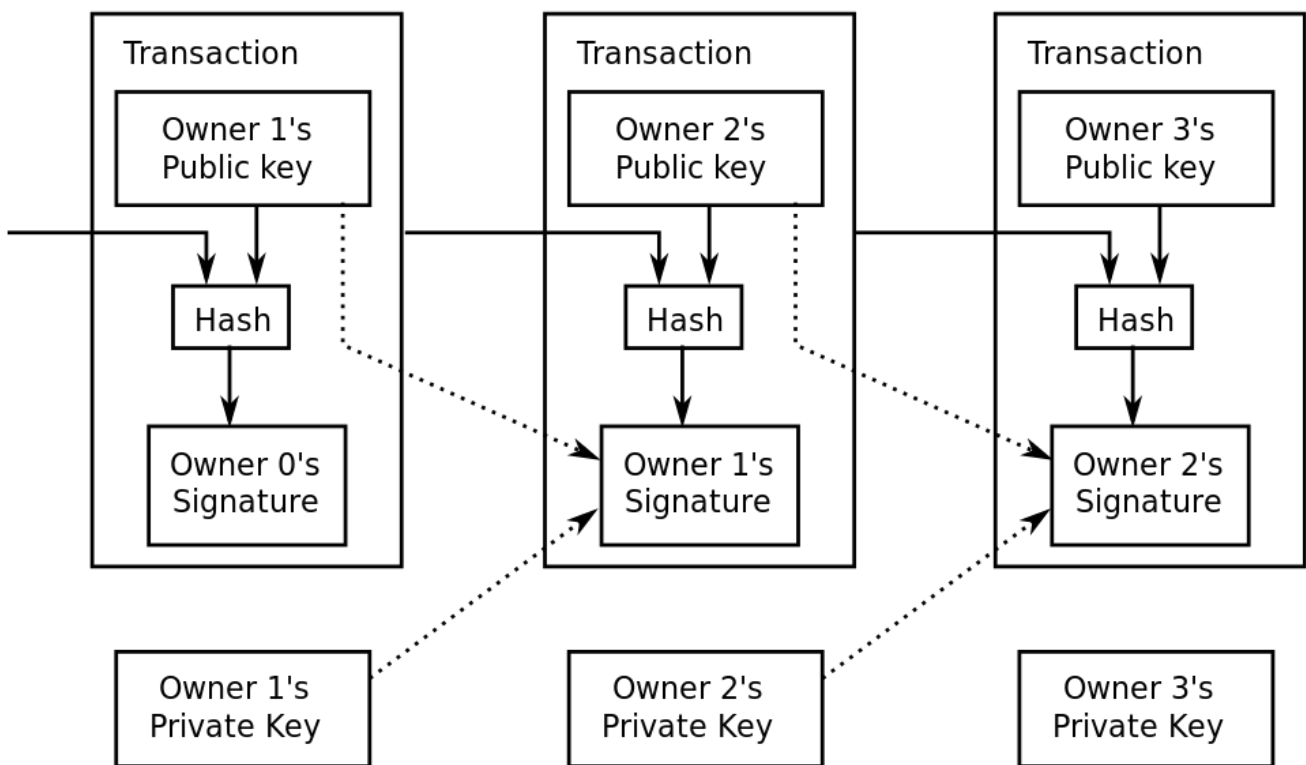 Transaction
Owner 1's
Public key
Hash
Owner 0's
Signature
Transaction
Owner 2's
Public key
Hash
Owner 1's
Signature
Transaction
Owner 3's
Public key
Hash
Owner 2's
Signature
Owner 1's
Private Key
Owner 2's
Private Key
Owner 3's
Private Key